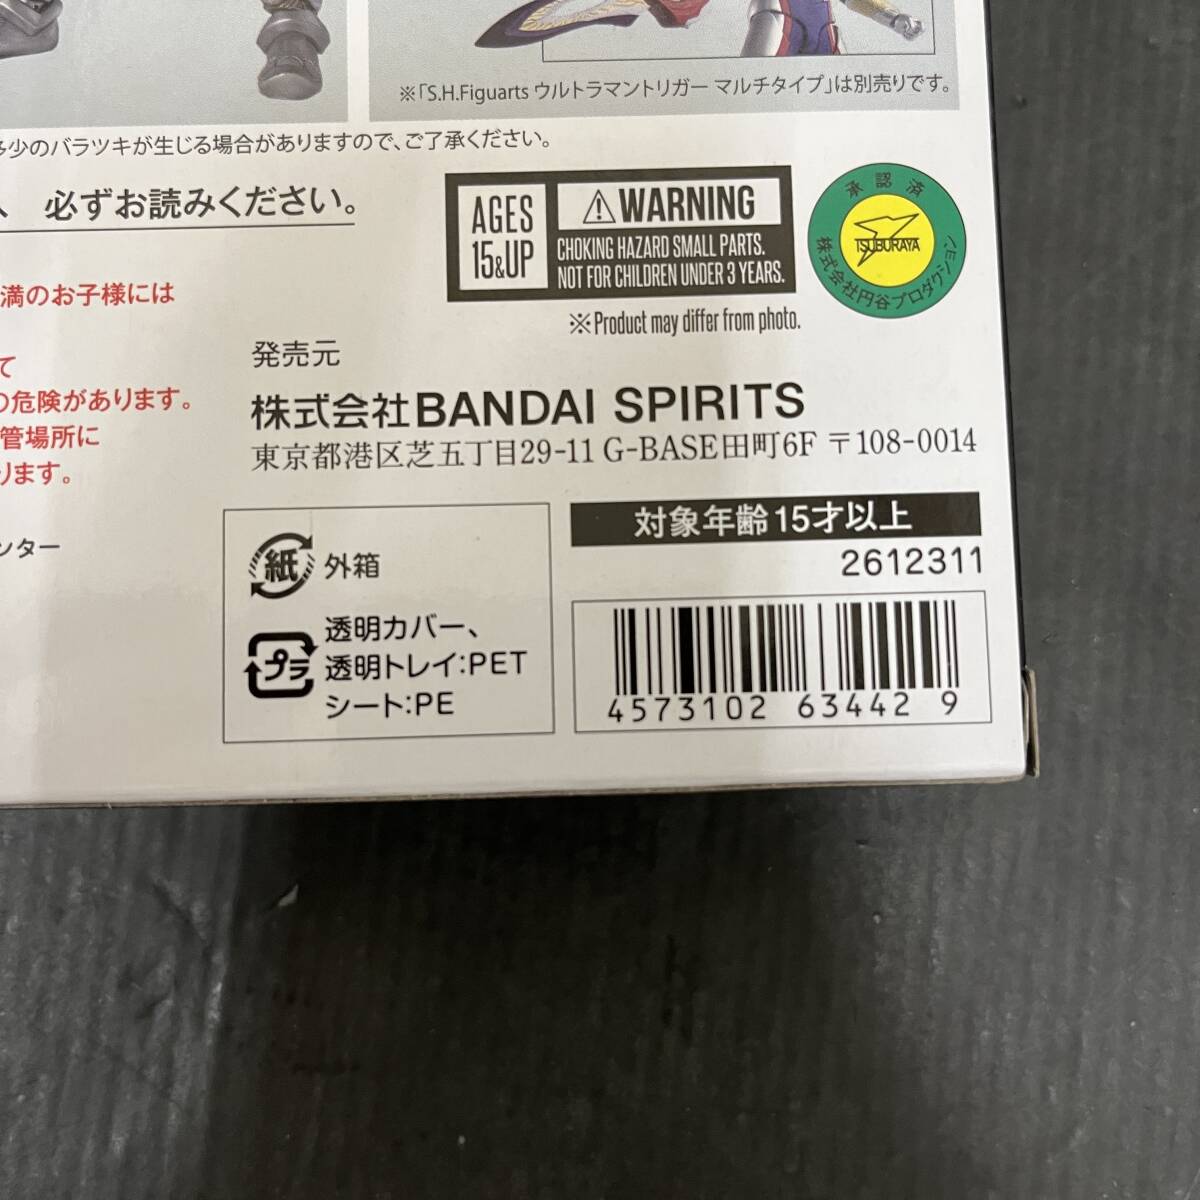 ※「S.H.Figuarts ウルトラマントリガー マルチタイプ」は別売りです。
多少のバラツキが生じる場合がありますので、ご了承ください。
、 必ずお読みください。
AGES
15&UP
⚠WARNING
CHOKING HAZARD SMALL PARTS.
NOT FOR CHILDREN UNDER 3 YEARS.
※Product may differ from photo.
承認済
TSUBURAYA
株式会社円谷プロダクション
満のお子様には
て
の危険があります。
管場所に
ります。
ンター
発売元
株式会社BANDAI SPIRITS
東京都港区芝五丁目29-11 G-BASE田町6F 〒108-0014
紙 外箱
プラ
透明カバー、
透明トレイ:PET
シート:PE
対象年齢15才以上
2612311
4573102 63442 9